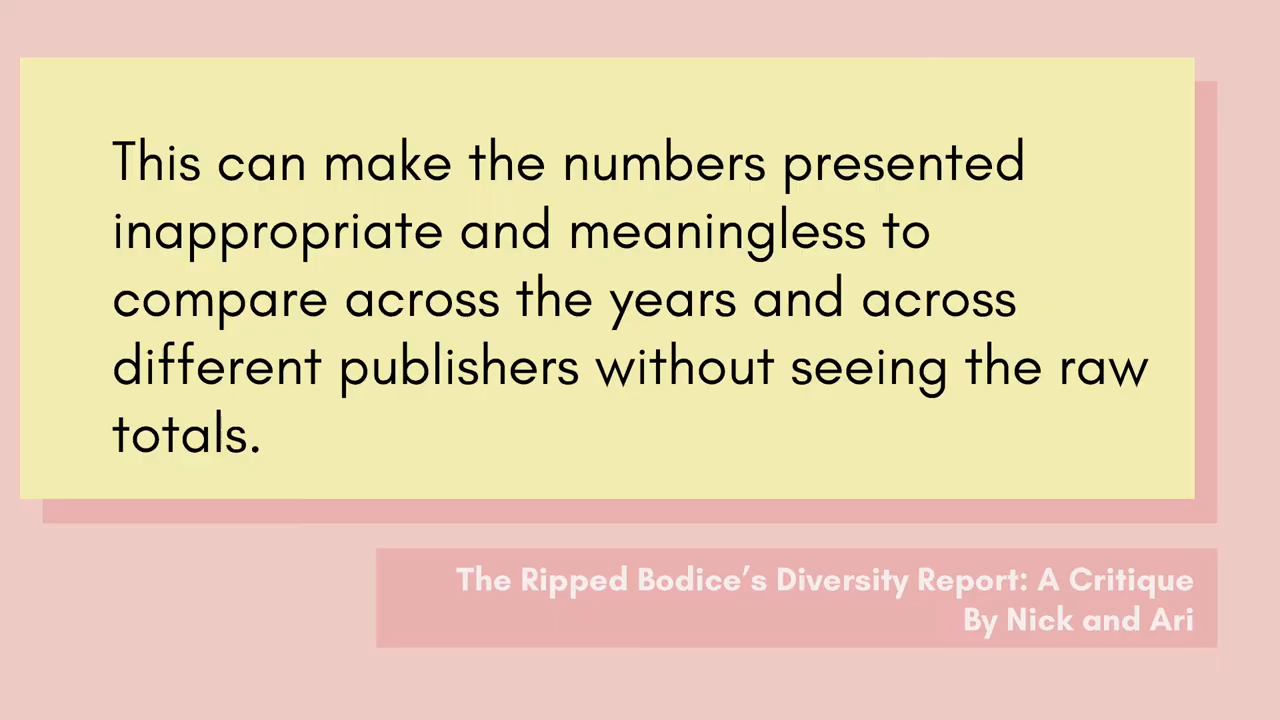 This can make the numbers presented
inappropriate and meaningless to
compare across the years and across
different publishers without seeing the raw
totals.
The Ripped Bodice’s Diversity Report: A Critique
By Nick and Ari